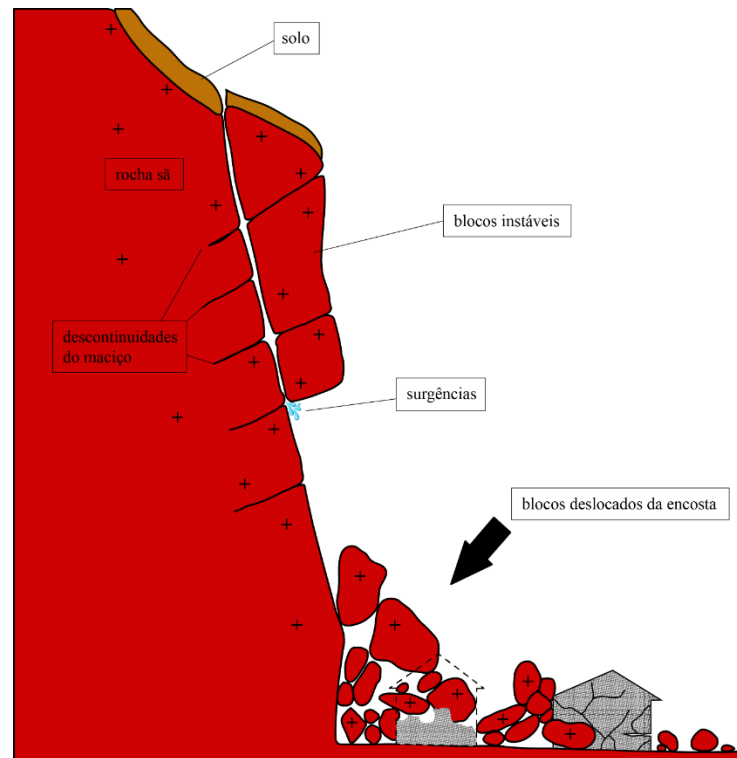 solo
rocha sã
blocos instáveis
descontinuidades
do maciço
surgências
blocos deslocados da encosta